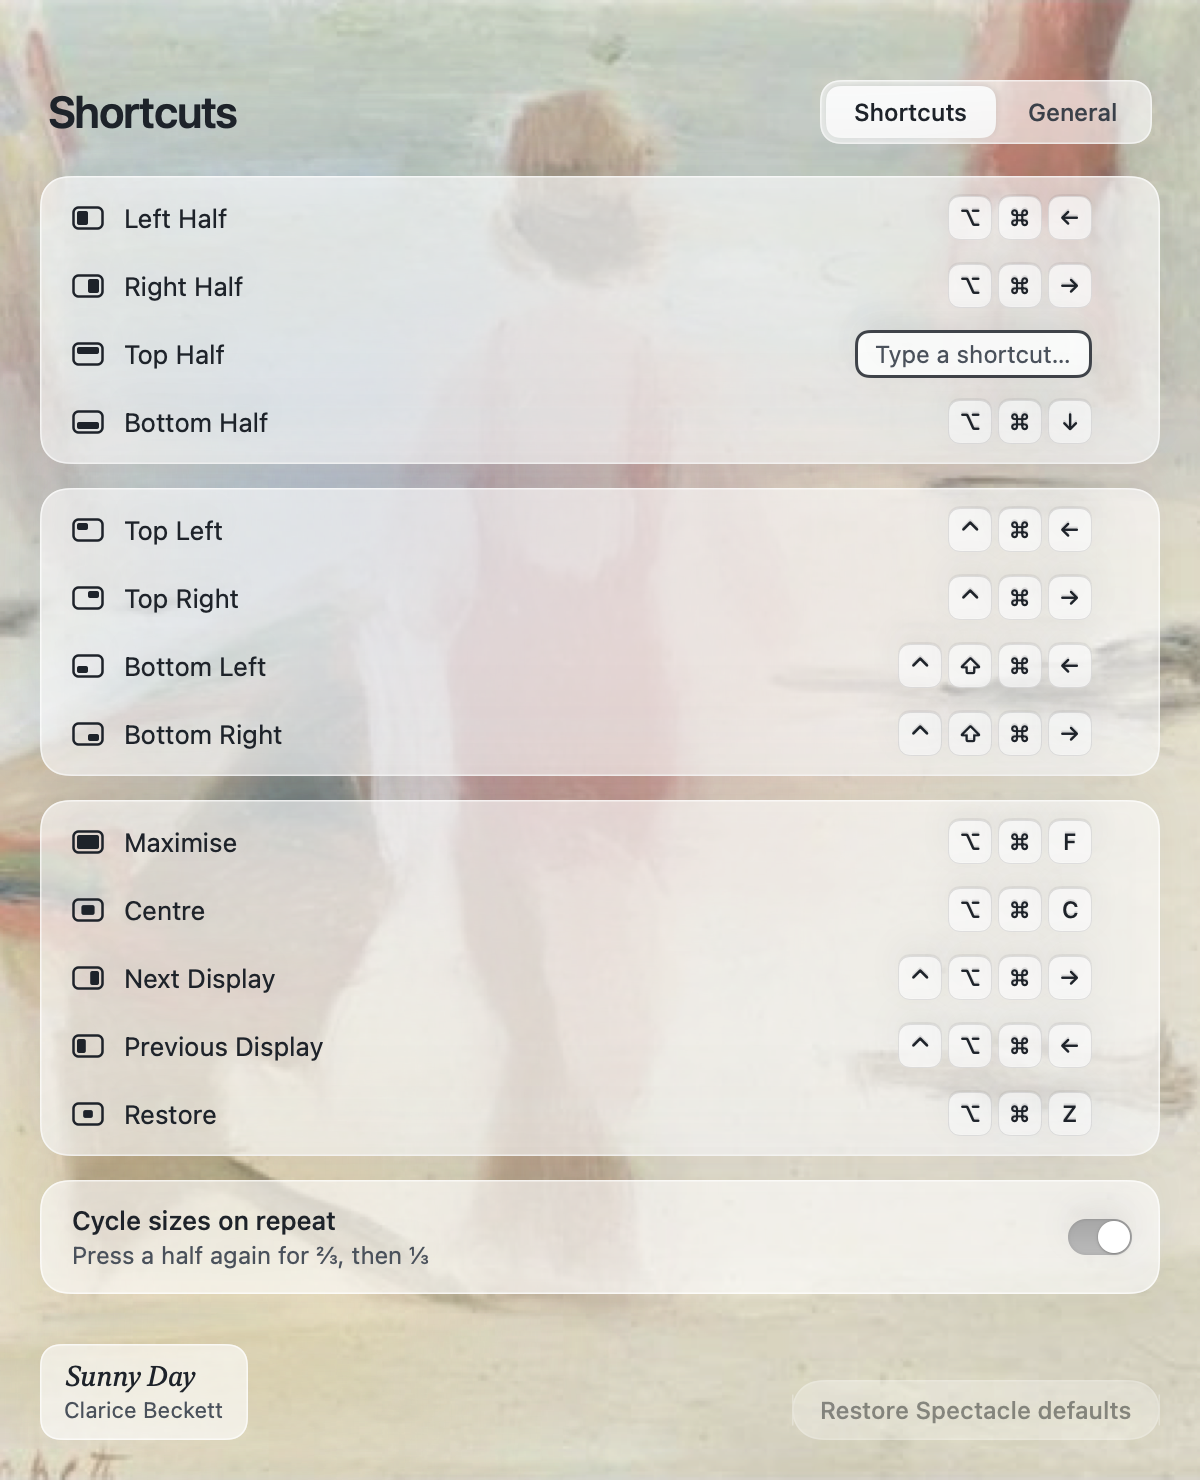 Shortcuts
Shortcuts General
Left Half ⌥ ⌘ ←
Right Half ⌥ ⌘ →
Top Half Type a shortcut...
Bottom Half ⌥ ⌘ ↓
Top Left ^ ⌘ ←
Top Right ^ ⌘ →
Bottom Left ^ ⇧ ⌘ ←
Bottom Right ^ ⇧ ⌘ →
Maximise ⌥ ⌘ F
Centre ⌥ ⌘ C
Next Display ^ ⌥ ⌘ →
Previous Display ^ ⌥ ⌘ ←
Restore ⌥ ⌘ Z
Cycle sizes on repeat
Press a half again for ⅔, then ⅓
Sunny Day
Clarice Beckett
Restore Spectacle defaults